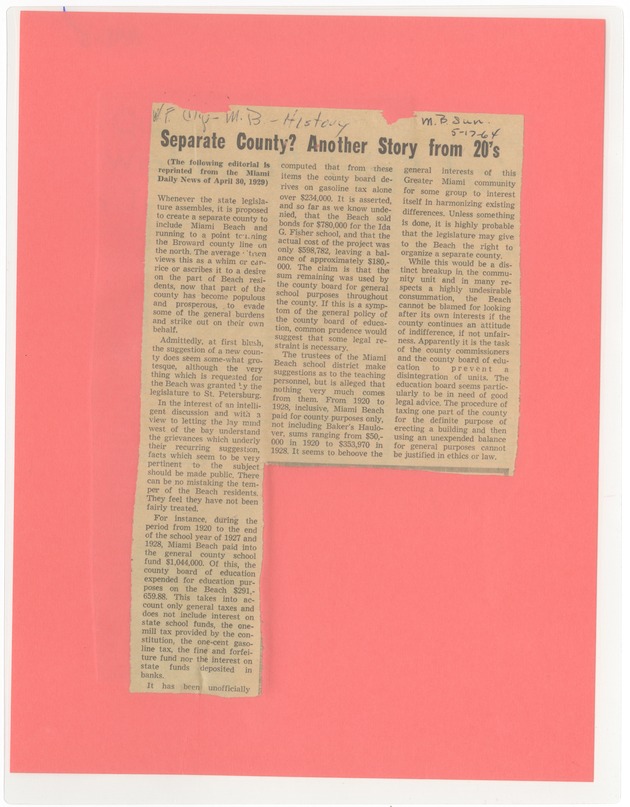 M.B. - History
M.B. Sun
5-17-64
Separate County? Another Story from 20's
(The following editorial is
reprinted from the Miami
Daily News of April 30, 1929)
Whenever the state legisla-
ture assembles, it is proposed
to create a separate county to
include Miami Beach and
running to a point joining
the Broward county line on
the north. The average citizen
views this as a whim or cap-
rice or ascribes it to a desire
on the part of Beach resi-
dents, now that part of the
county has become populous
and prosperous, to evade
some of the general burdens
and strike out on their own
behalf.
Admittedly, at first blush,
the suggestion of a new coun-
ty does seem some-what gro-
tesque, although the very
thing which is requested for
the Beach was granted by the
legislature to St. Petersburg.
In the interest of an intelli-
gent discussion and with a
view to letting the lay mind
west of the bay understand
the grievances which underly
their recurring suggestion,
facts which seem to be very
pertinent to the subject
should be made public. There
can be no mistaking the tem-
per of the Beach residents.
They feel they have not been
fairly treated.
For instance, during the
period from 1920 to the end
of the school year of 1927 and
1928, Miami Beach paid into
the general county school
fund $1,044,000. Of this, the
county board of education
expended for education pur-
poses on the Beach $291,-
659.88. This takes into ac-
count only general taxes and
does not include interest on
state school funds, the one-
mill tax provided by the con-
stitution, the one-cent gaso-
line tax, the fine and forfei-
ture fund nor the interest on
state funds deposited in
banks.
It has been unofficially
computed that from these
items the county board de-
rives on gasoline tax alone
over $234,000. It is asserted,
and so far as we know unde-
nied, that the Beach sold
bonds for $780,000 for the Ida
G. Fisher school, and that the
actual cost of the project was
only $598,782, leaving a bal-
ance of approximately $180,-
000. The claim is that the
sum remaining was used by
the county board for general
school purposes throughout
the county. If this is a symp-
tom of the general policy of
the county board of educa-
tion, common prudence would
suggest that some legal re-
straint is necessary.
The trustees of the Miami
Beach school district make
suggestions as to the teaching
personnel, but is alleged that
nothing very much comes
from them. From 1920 to
1928, inclusive, Miami Beach
paid for county purposes only,
not including Baker's Haulo-
ver, sums ranging from $50,-
000 in 1920 to $353,970 in
1928. It seems to behoove the
general interests of this
Greater Miami community
for some group to interest
itself in harmonizing existing
differences. Unless something
is done, it is highly probable
that the legislature may give
to the Beach the right to
organize a separate county.
While this would be a dis-
tinct breakup in the commu-
nity unit and in many re-
spects a highly undesirable
consummation, the Beach
cannot be blamed for looking
after its own interests if the
county continues an attitude
of indifference, if not unfair-
ness. Apparently it is the task
of the county commissioners
and the county board of edu-
cation to prevent a
disintegration of units. The
education board seems partic-
ularly to be in need of good
legal advice. The procedure of
taxing one part of the county
for the definite purpose of
erecting a building and then
using an unexpended balance
for general purposes cannot
be justified in ethics or law.